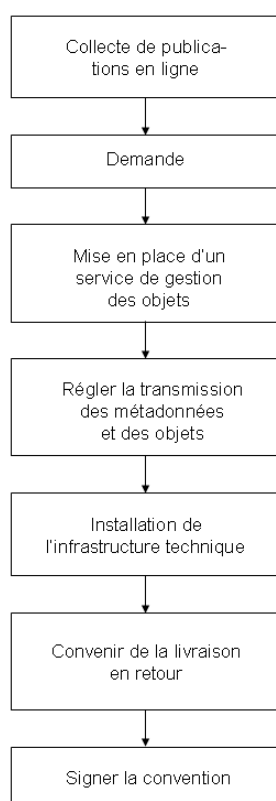 Collecte de publica-
tions en ligne
Demande
Mise en place d'un
service de gestion
des objets
Régler la transmission
des métadonnées
et des objets
Installation de
l'infrastructure technique
Convenir de la livraison
en retour
Signer la convention